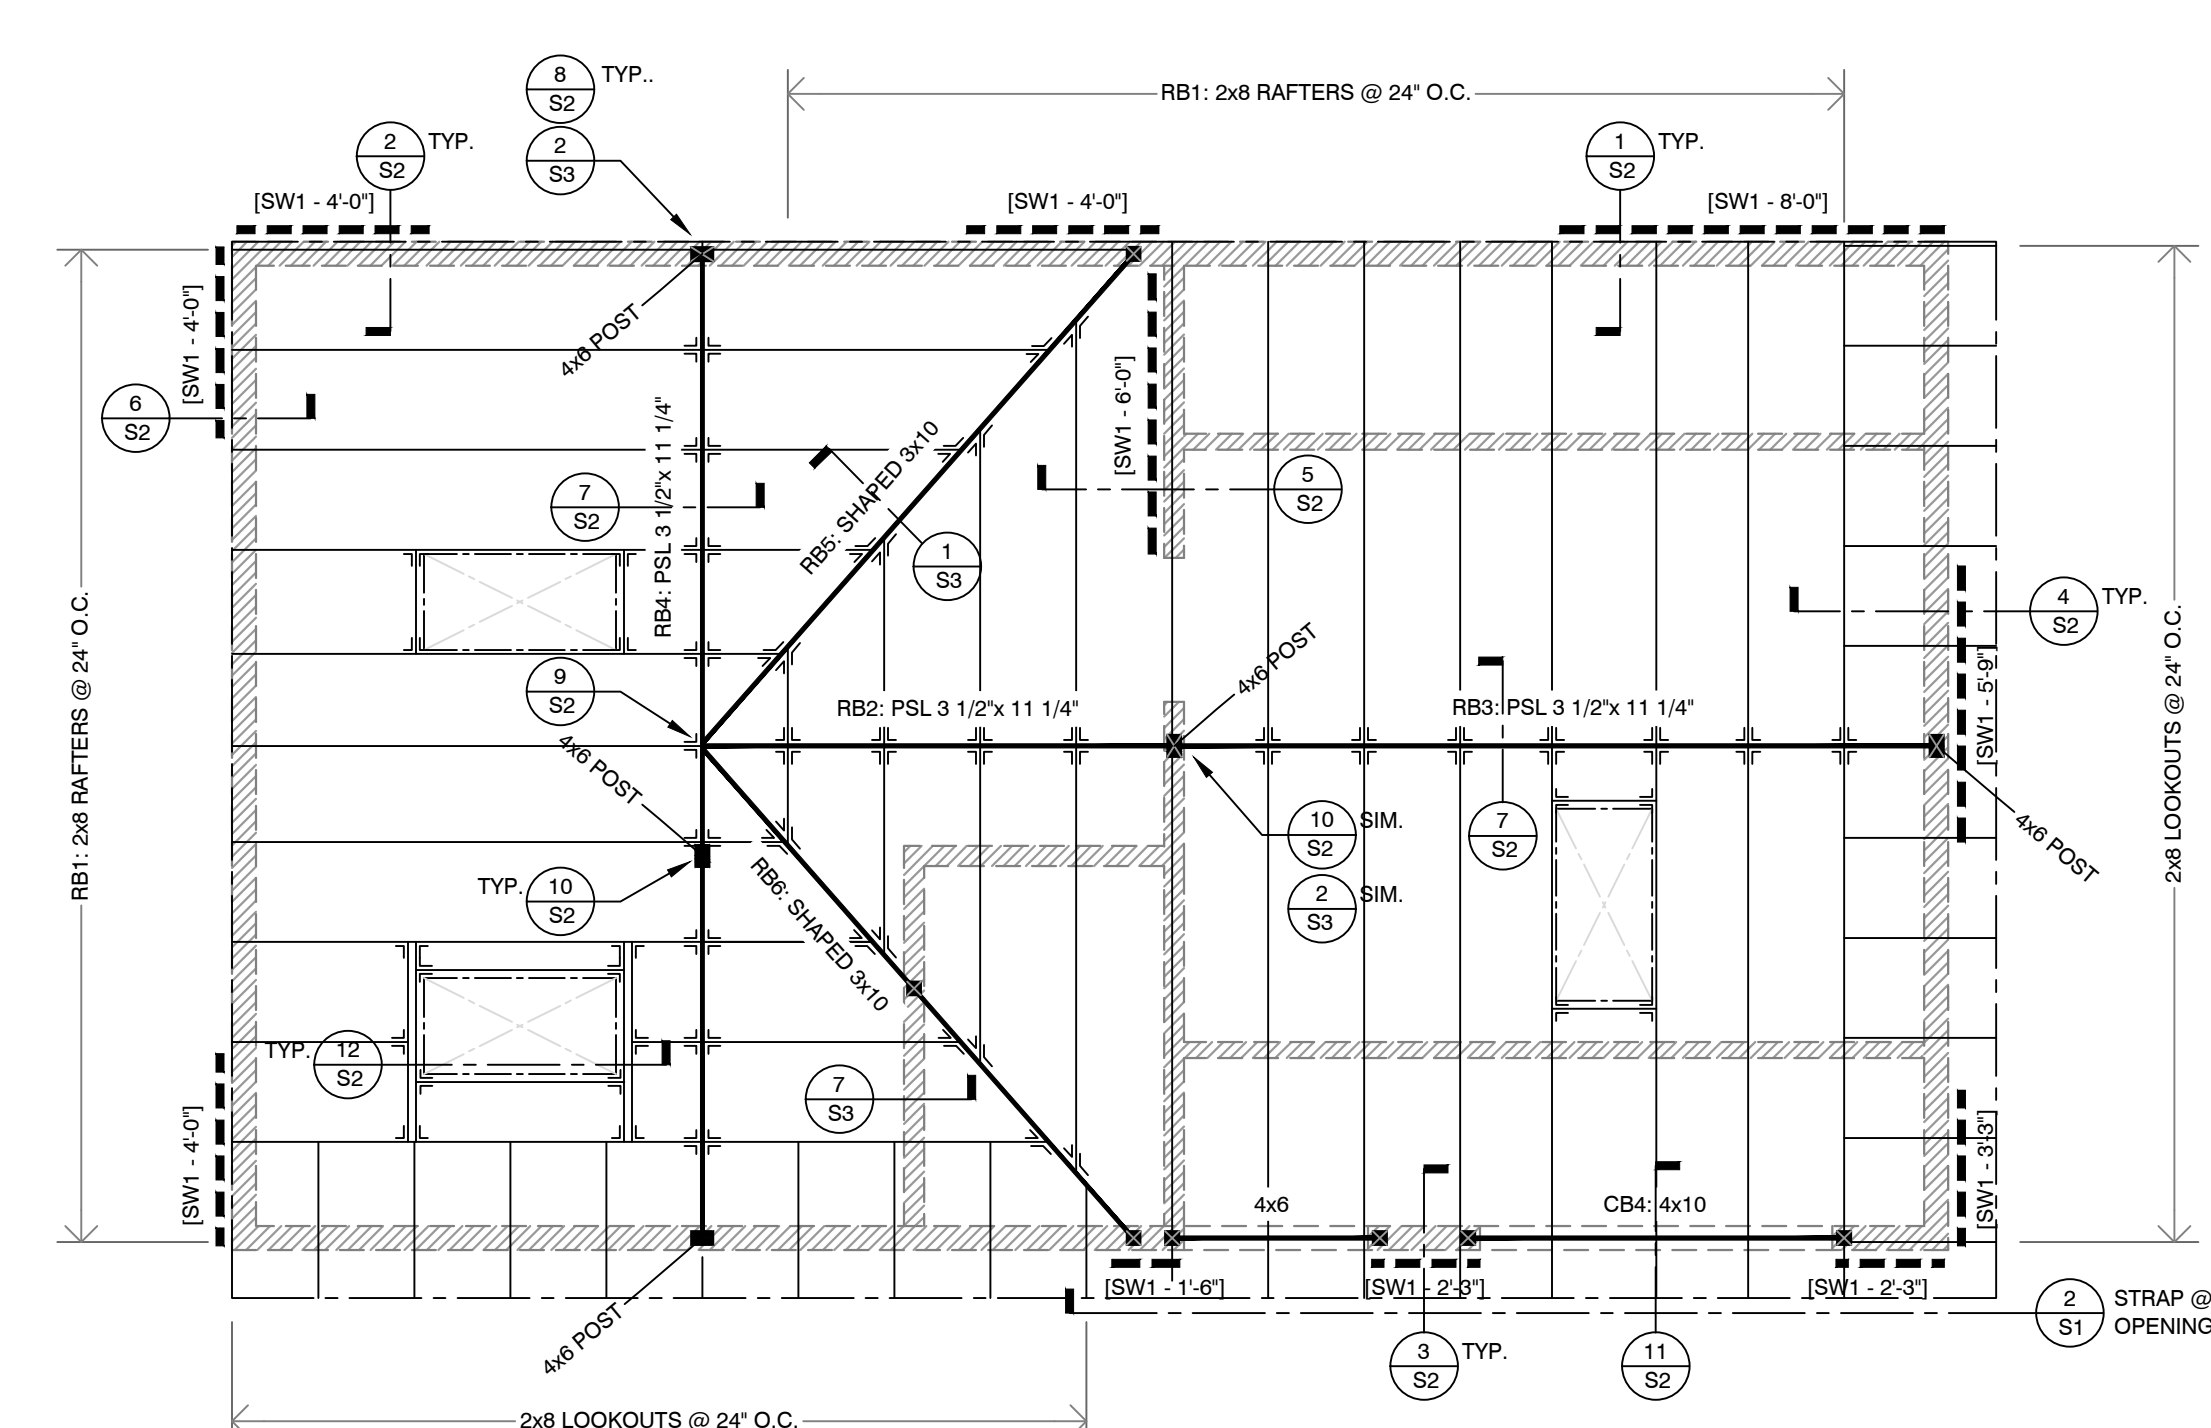 8
S2
TYP..
RB1: 2x8 RAFTERS @ 24" O.C.
2
S2
TYP.
2
S3
1
S2
TYP.
[SW1 - 4'-0"]
[SW1 - 4'-0"]
[SW1 - 8'-0"]
[SW1 - 4'-0"]
4x6 POST
6
S2
RB4: PSL 3 1/2"x 11 1/4"
RB5: SHAPED 3x10
[SW1 - 6'-0"]
7
S2
5
S2
1
S3
4
S2
TYP.
RB1: 2x8 RAFTERS @ 24" O.C.
2x8 LOOKOUTS @ 24" O.C.
[SW1 - 5'-9"]
9
S2
4x6 POST
RB2: PSL 3 1/2"x 11 1/4"
4x6 POST
RB3: PSL 3 1/2"x 11 1/4"
10
S2
SIM.
7
S2
4x6 POST
TYP.
10
S2
2
S3
SIM.
RB6: SHAPED 3x10
TYP.
12
S2
7
S3
[SW1 - 4'-0"]
[SW1 - 3'-3"]
4x6
CB4: 4x10
[SW1 - 1'-6"]
[SW1 - 2'-3"]
[SW1 - 2'-3"]
2
S1
STRAP @
OPENING
4x6 POST
3
S2
TYP.
11
S2
2x8 LOOKOUTS @ 24" O.C.